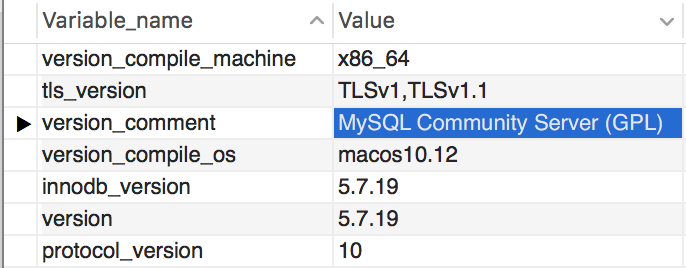 Variable_name Value
version_compile_machine x86_64
tls_version TLSv1,TLSv1.1
version_comment MySQL Community Server (GPL)
version_compile_os macos10.12
innodb_version 5.7.19
version 5.7.19
protocol_version 10